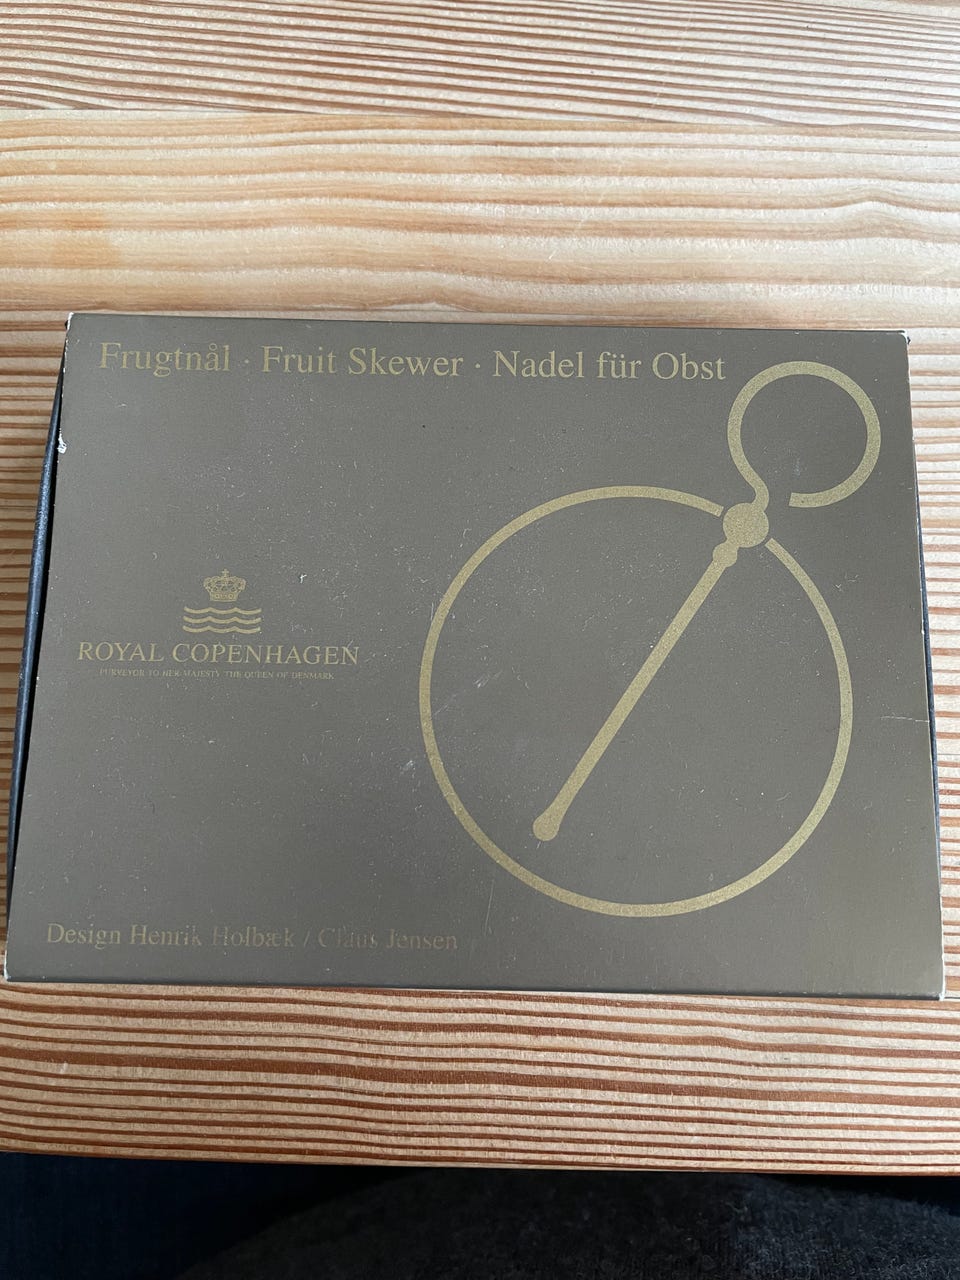 Frugtnål · Fruit Skewer · Nadel für Obst
ROYAL COPENHAGEN
PURVEYOR TO HER MAJESTY THE QUEEN OF DENMARK
Design Henrik Holbæk / Claus Jensen